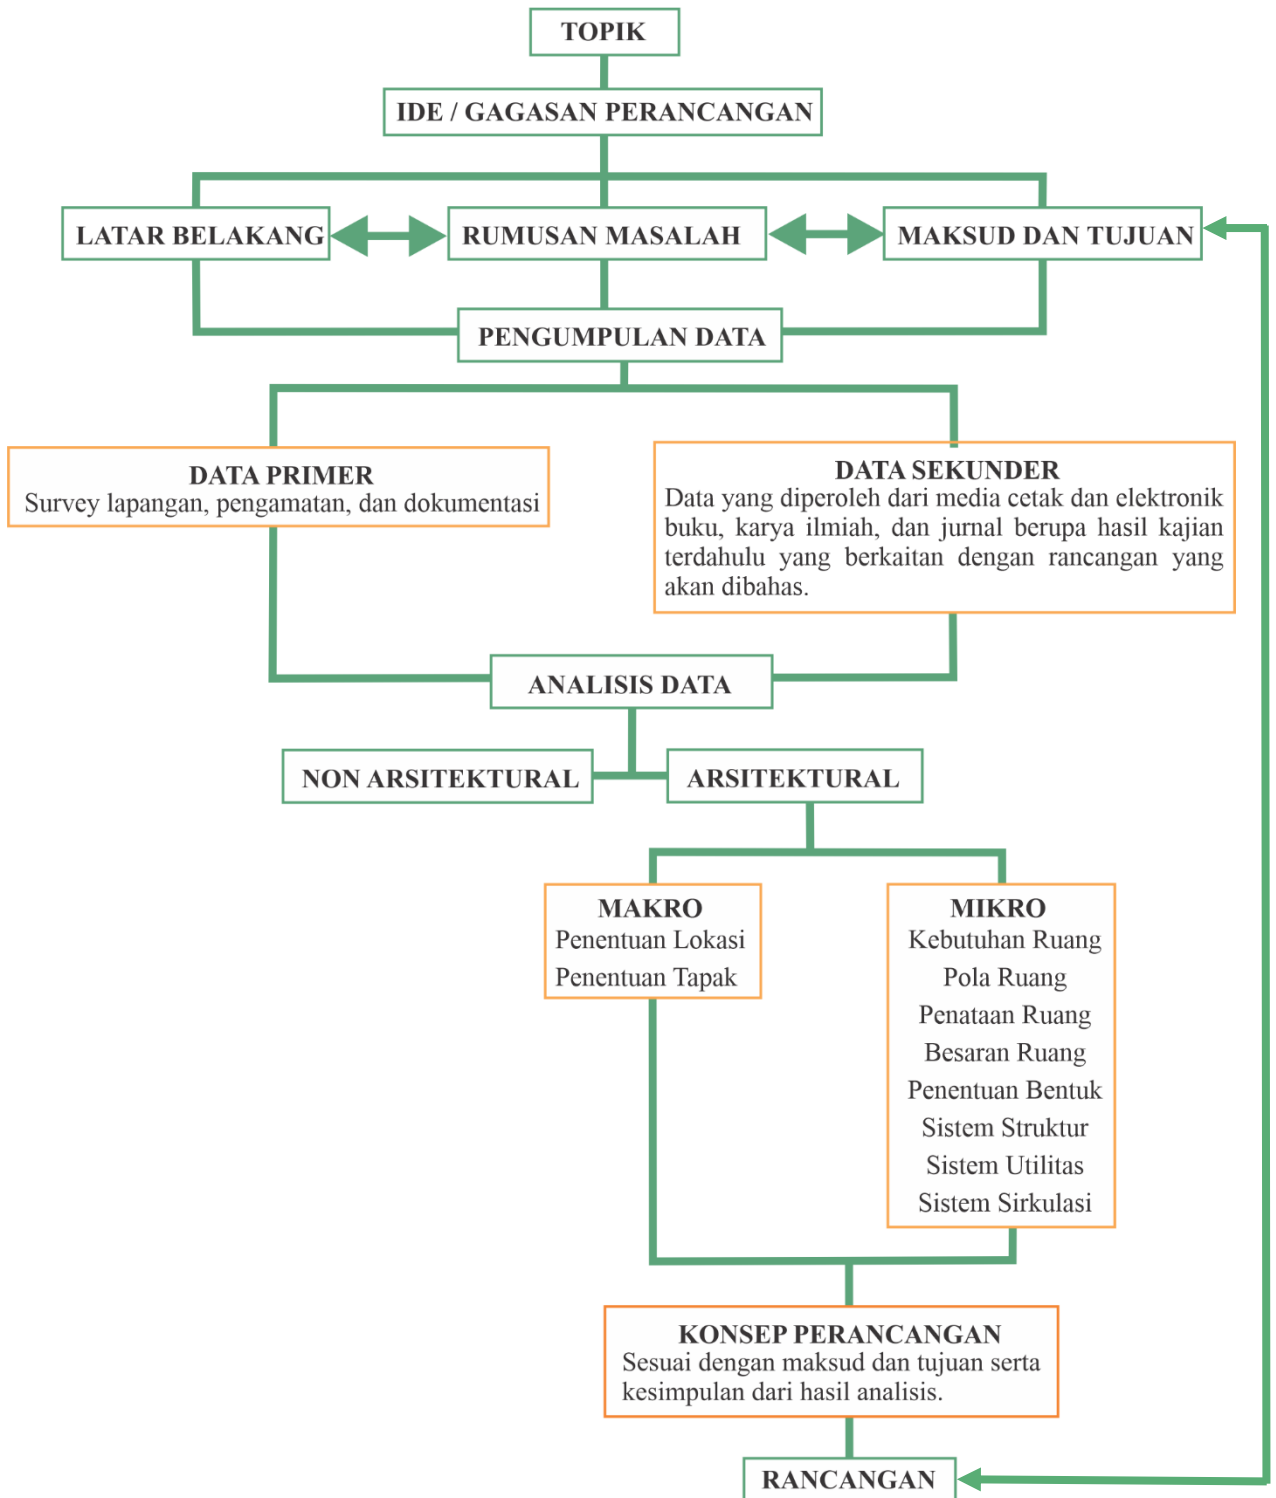 TOPIK
IDE / GAGASAN PERANCANGAN
LATAR BELAKANG
RUMUSAN MASALAH
MAKSUD DAN TUJUAN
PENGUMPULAN DATA
DATA PRIMER
Survey lapangan, pengamatan, dan dokumentasi
DATA SEKUNDER
Data yang diperoleh dari media cetak dan elektronik
buku, karya ilmiah, dan jurnal berupa hasil kajian
terdahulu yang berkaitan dengan rancangan yang
akan dibahas.
ANALISIS DATA
NON ARSITEKTURAL
ARSITEKTURAL
MAKRO
Penentuan Lokasi
Penentuan Tapak
MIKRO
Kebutuhan Ruang
Pola Ruang
Penataan Ruang
Besaran Ruang
Penentuan Bentuk
Sistem Struktur
Sistem Utilitas
Sistem Sirkulasi
KONSEP PERANCANGAN
Sesuai dengan maksud dan tujuan serta
kesimpulan dari hasil analisis.
RANCANGAN